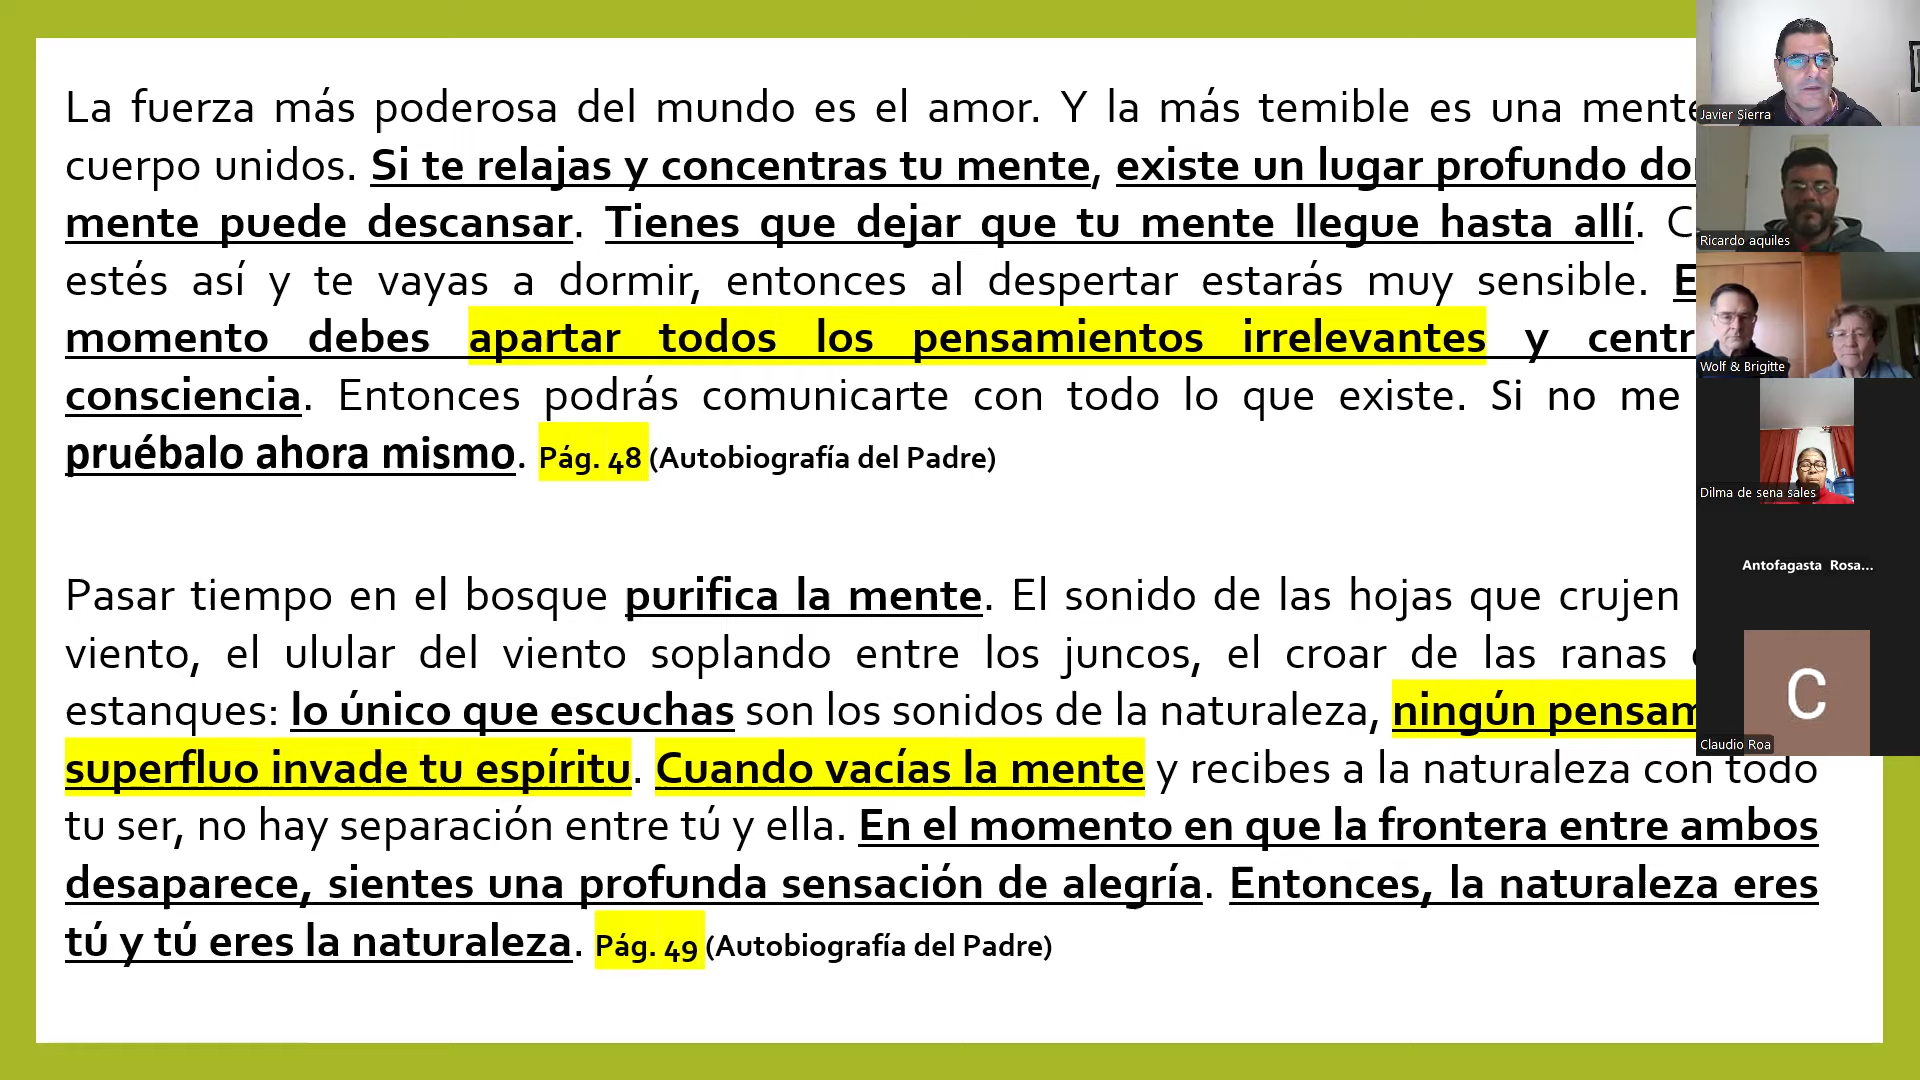 La fuerza más poderosa del mundo es el amor. Y la más temible es una mente
cuerpo unidos. Si te relajas y concentras tu mente, existe un lugar profundo
mente puede descansar. Tienes que dejar que tu mente llegue hasta allí.
estés así y te vayas a dormir, entonces al despertar estarás muy sensible.
momento debes apartar todos los pensamientos irrelevantes y
consciencia. Entonces podrás comunicarte con todo lo que existe. Si no me
pruébalo ahora mismo. Pág. 48 (Autobiografía del Padre)
Pasar tiempo en el bosque purifica la mente. El sonido de las hojas que crujen
viento, el ulular del viento soplando entre los juncos, el croar de las ranas
estanques: lo único que escuchas son los sonidos de la naturaleza, ningún
superfluo invade tu espíritu. Cuando vacías la mente y recibes a la naturaleza con todo
tu ser, no hay separación entre tú y ella. En el momento en que la frontera entre ambos
desaparece, sientes una profunda sensación de alegría. Entonces, la naturaleza eres
tú y tú eres la naturaleza. Pág. 49 (Autobiografía del Padre)
Javier Sierra
Ricardo aquiles
Wolf & Brigitte
Dilma de sena sales
Antofagasta Rosa...
C
Claudio Roa